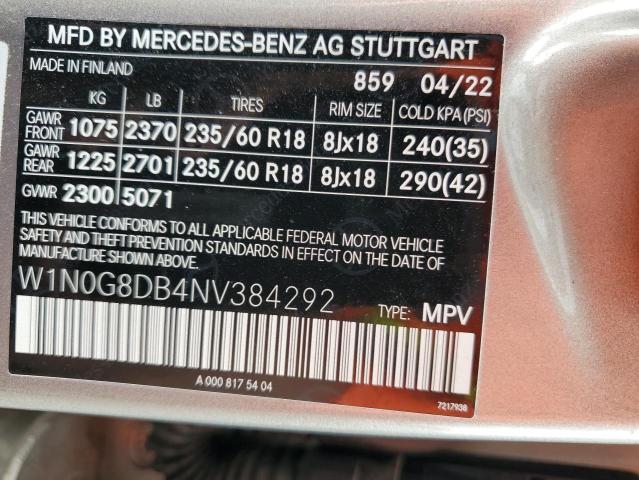 MFD BY MERCEDES-BENZ AG STUTTGART
MADE IN FINLAND 859 04/22
KG LB TIRES RIM SIZE COLD KPA (PSI)
GAWR FRONT 1075 2370 235/60 R18 8Jx18 240(35)
GAWR REAR 1225 2701 235/60 R18 8Jx18 290(42)
GVWR 2300 5071
THIS VEHICLE CONFORMS TO ALL APPLICABLE FEDERAL MOTOR VEHICLE
SAFETY AND THEFT PREVENTION STANDARDS IN EFFECT ON THE DATE OF
MANUFACTURE SHOWN ABOVE.
W1N0G8DB4NV384292 TYPE: MPV
A 000 817 54 04
7217938